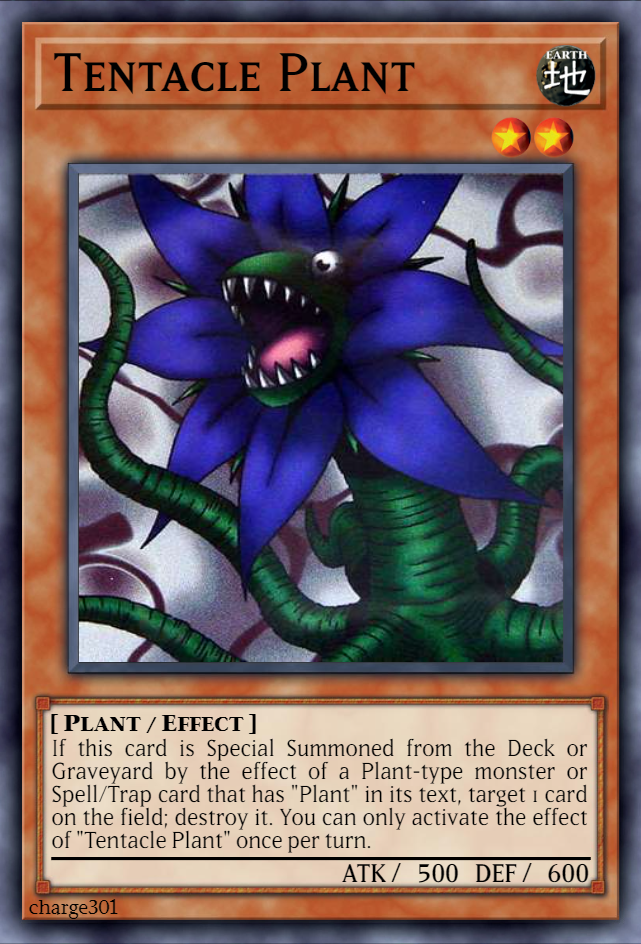 TENTACLE PLANT
EARTH
地
[ PLANT / EFFECT ]
If this card is Special Summoned from the Deck or
Graveyard by the effect of a Plant-type monster or
Spell/Trap card that has "Plant" in its text, target 1 card
on the field; destroy it. You can only activate the effect
of "Tentacle Plant" once per turn.
ATK / 500 DEF / 600
charge301